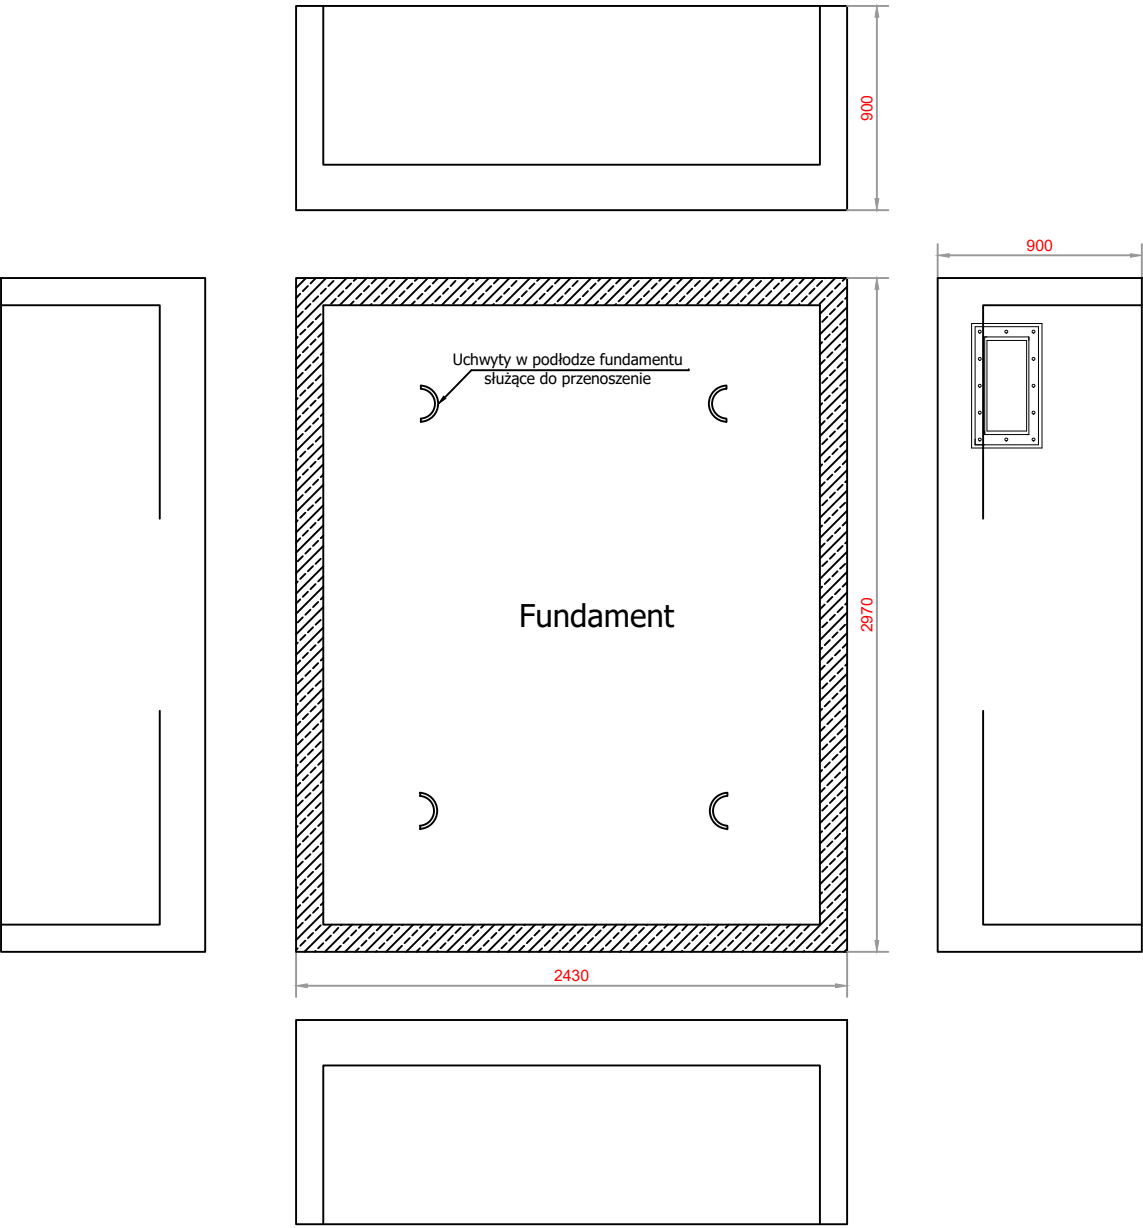 900
900
Uchwyty w podłodze fundamentu
służące do przenoszenie
Fundament
2970
2430